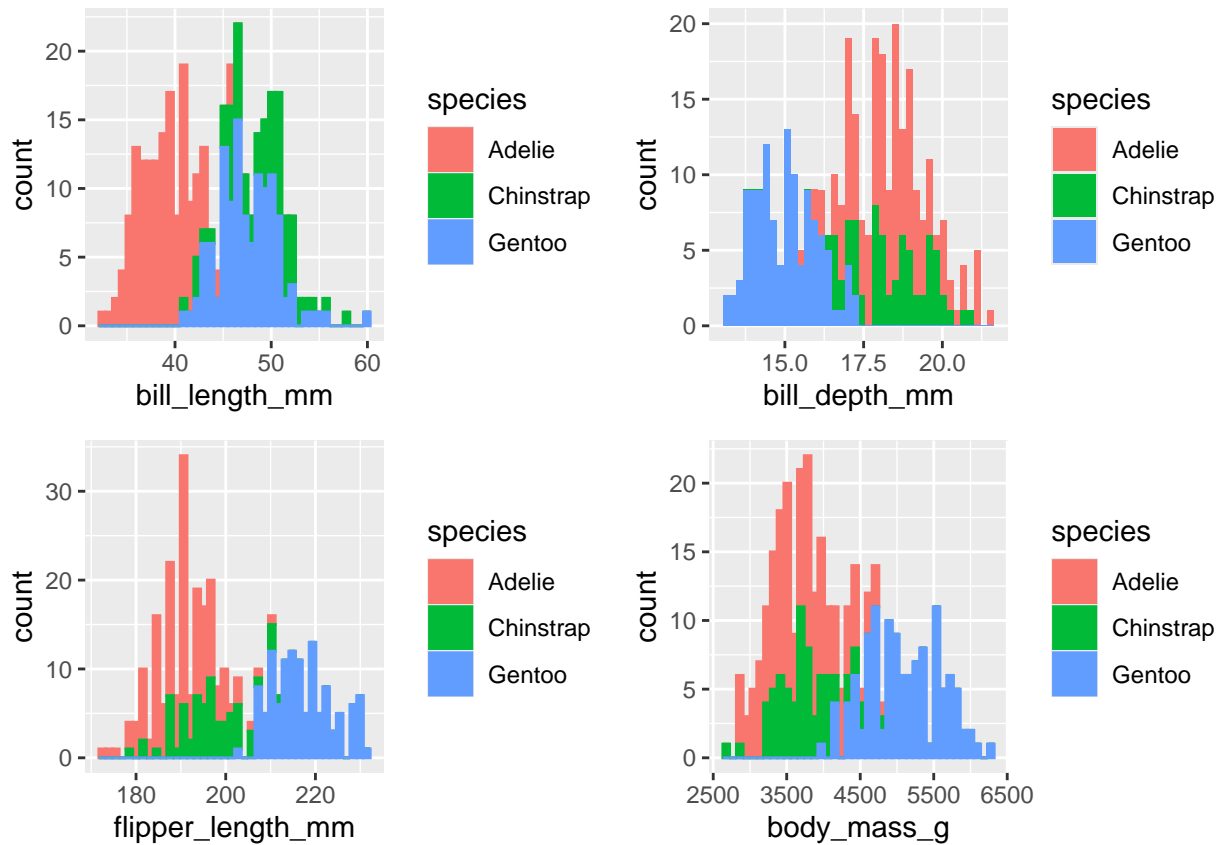 20
15
10
5
0
count
40
50
60
bill_length_mm
species
Adelie
Chinstrap
Gentoo
20
15
10
5
0
count
15.0
17.5
20.0
bill_depth_mm
species
Adelie
Chinstrap
Gentoo
30
20
10
0
count
180
200
220
flipper_length_mm
species
Adelie
Chinstrap
Gentoo
20
15
10
5
0
count
2500
3500
4500
5500
6500
body_mass_g
species
Adelie
Chinstrap
Gentoo